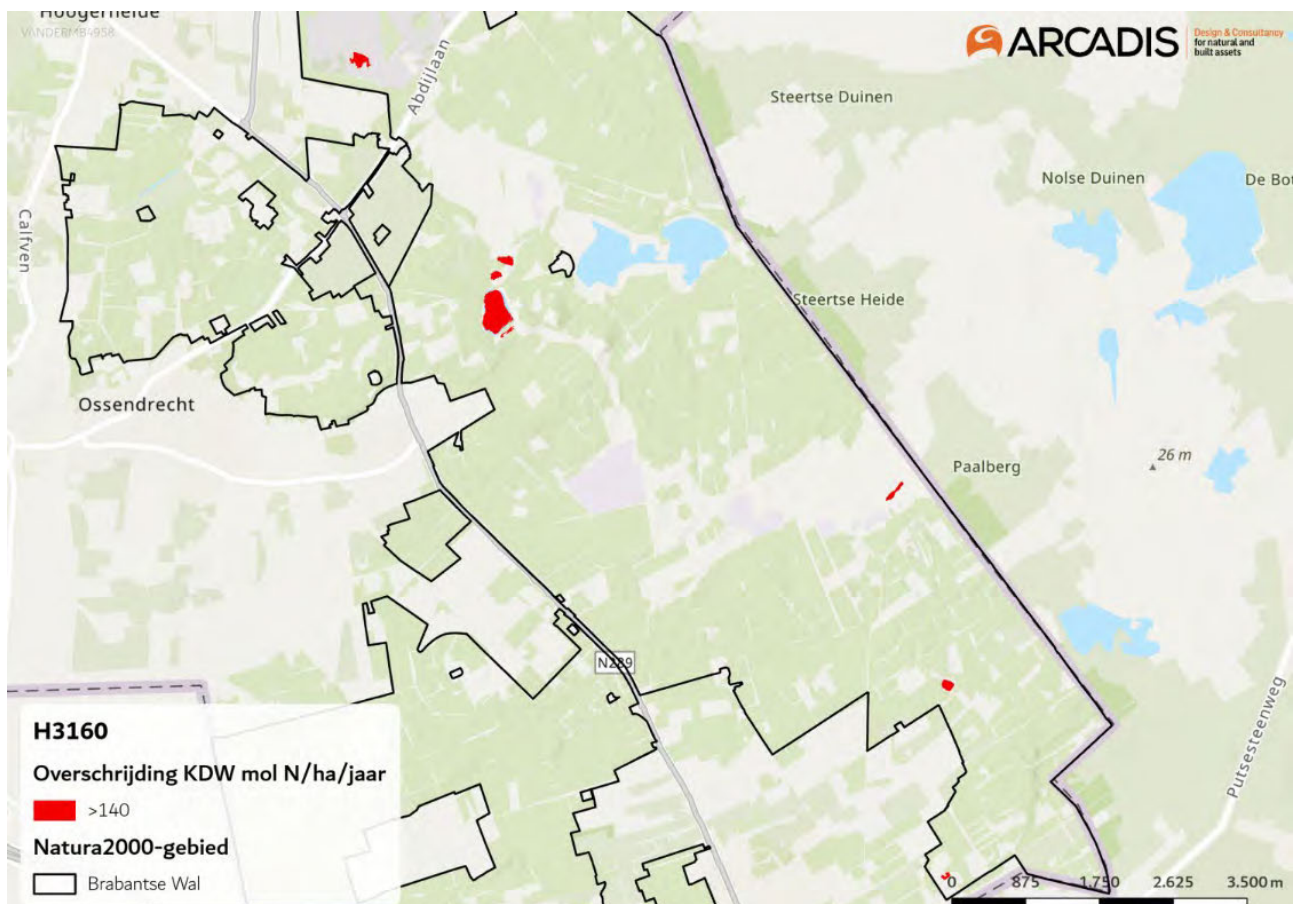 Hoogerheide
VANDERMB4958
Abdijlaan
ARCADIS
Design & Consultancy
for natural and
built assets
Steertse Duinen
Nolse Duinen
De Bot
Calfven
Steertse Heide
Ossendrecht
Paalberg
26 m
N289
Putsesteenweg
H3160
Overschrijding KDW mol N/ha/jaar
>140
Natura2000-gebied
Brabantse Wal
0 875 1.750 2.625 3.500 m